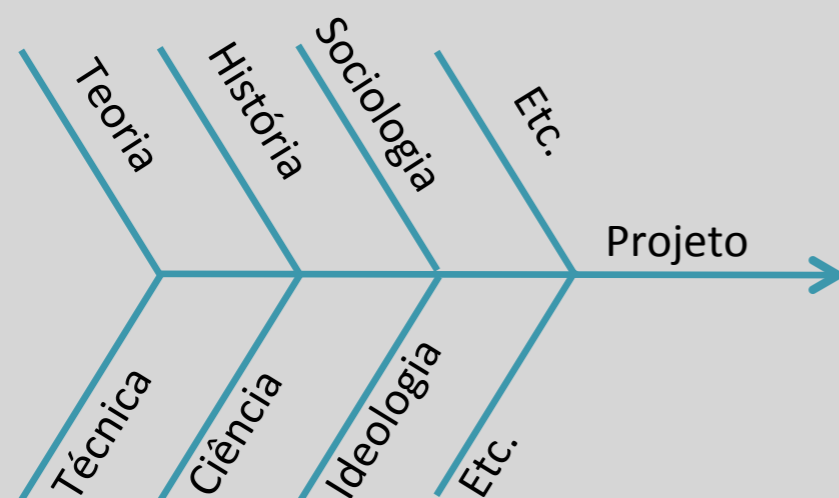 Teoria
História
Sociologia
Etc.
Projeto
Técnica
Ciência
Ideologia
Etc.